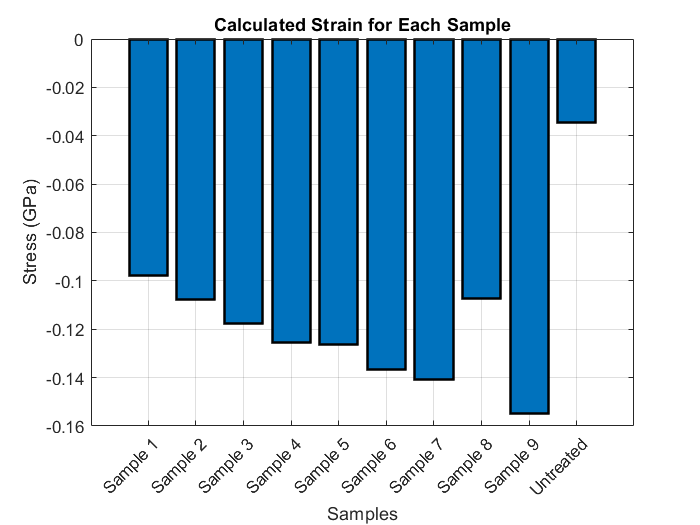 Calculated Strain for Each Sample
Stress (GPa)
0
-0.02
-0.04
-0.06
-0.08
-0.1
-0.12
-0.14
-0.16
Sample 1
Sample 2
Sample 3
Sample 4
Sample 5
Sample 6
Sample 7
Sample 8
Sample 9
Untreated
Samples